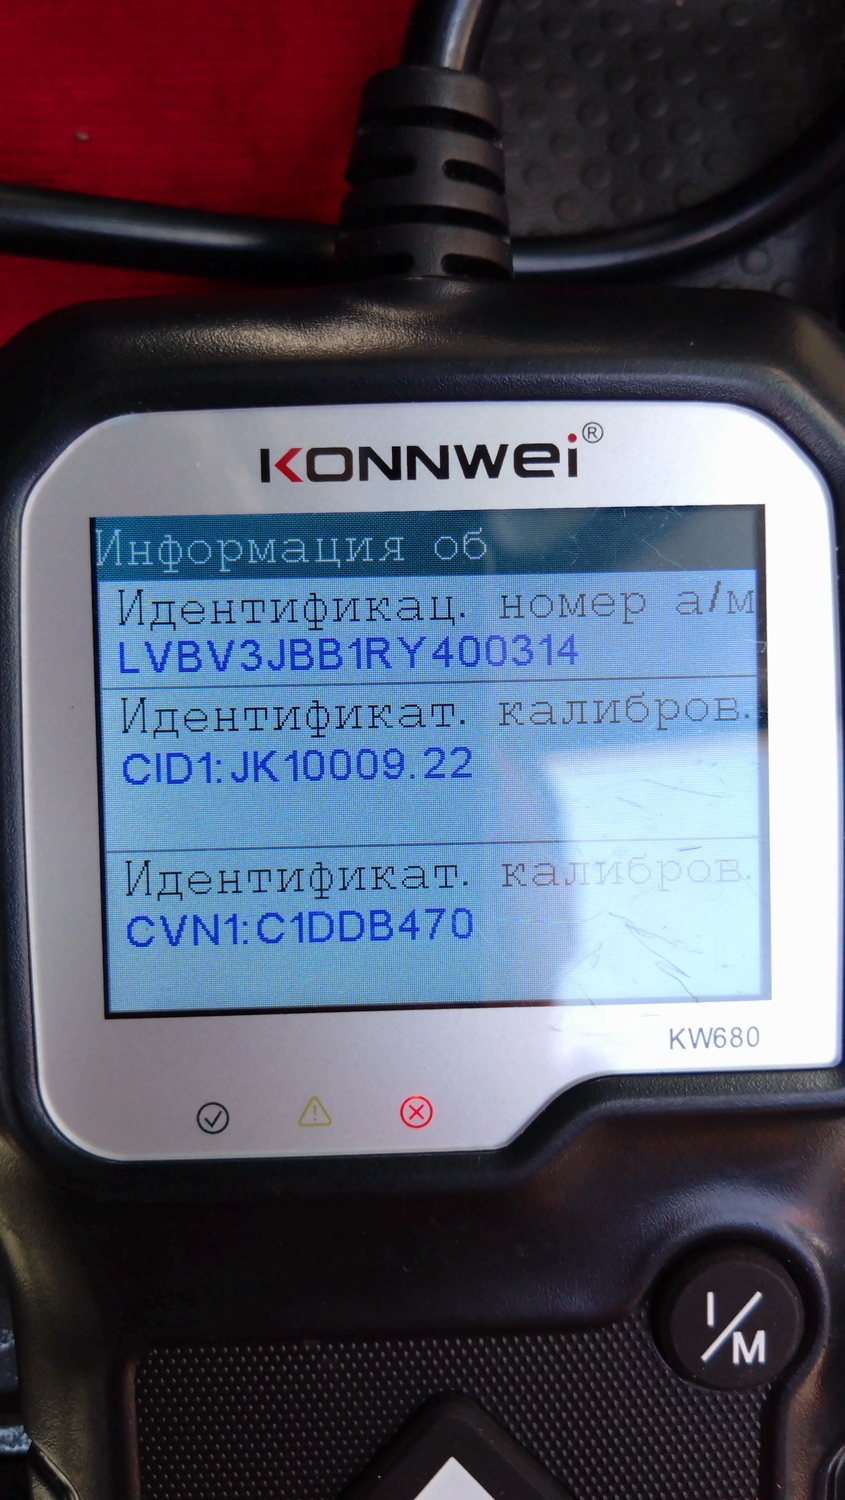 KONNWEI®
Информация об
Идентификац. номер а/м
LVBV3JBB1RY400314
Идентификат. калибров.
CID1:JK10009.22
Идентификат. калибров.
CVN1:C1DDB470
KW680
I/M